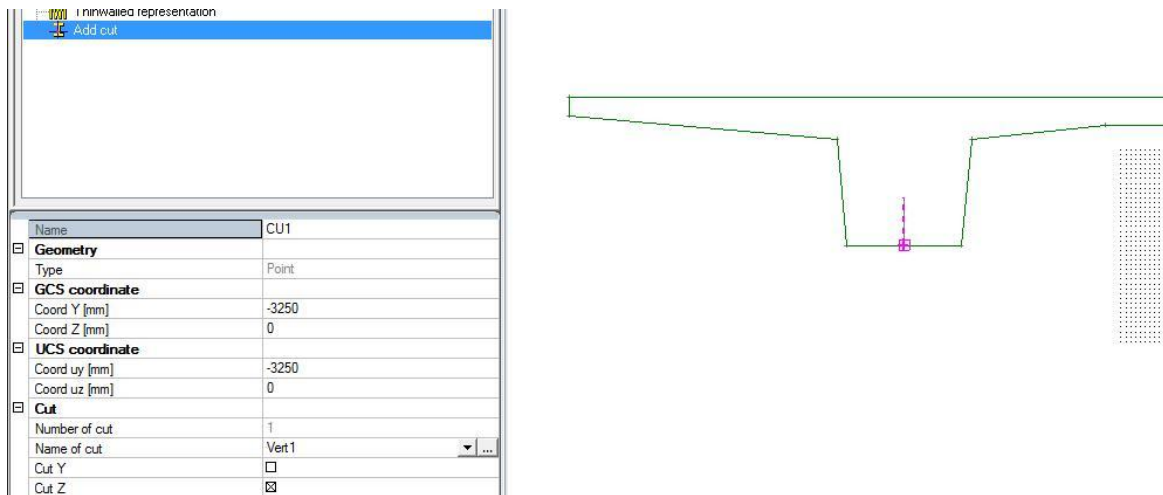 Thinwalled representation
Add cut
Name CU1
Geometry
Type Point
GCS coordinate
Coord Y [mm] -3250
Coord Z [mm] 0
UCS coordinate
Coord uy [mm] -3250
Coord uz [mm] 0
Cut
Number of cut 1
Name of cut Vert1 ...
Cut Y
Cut Z